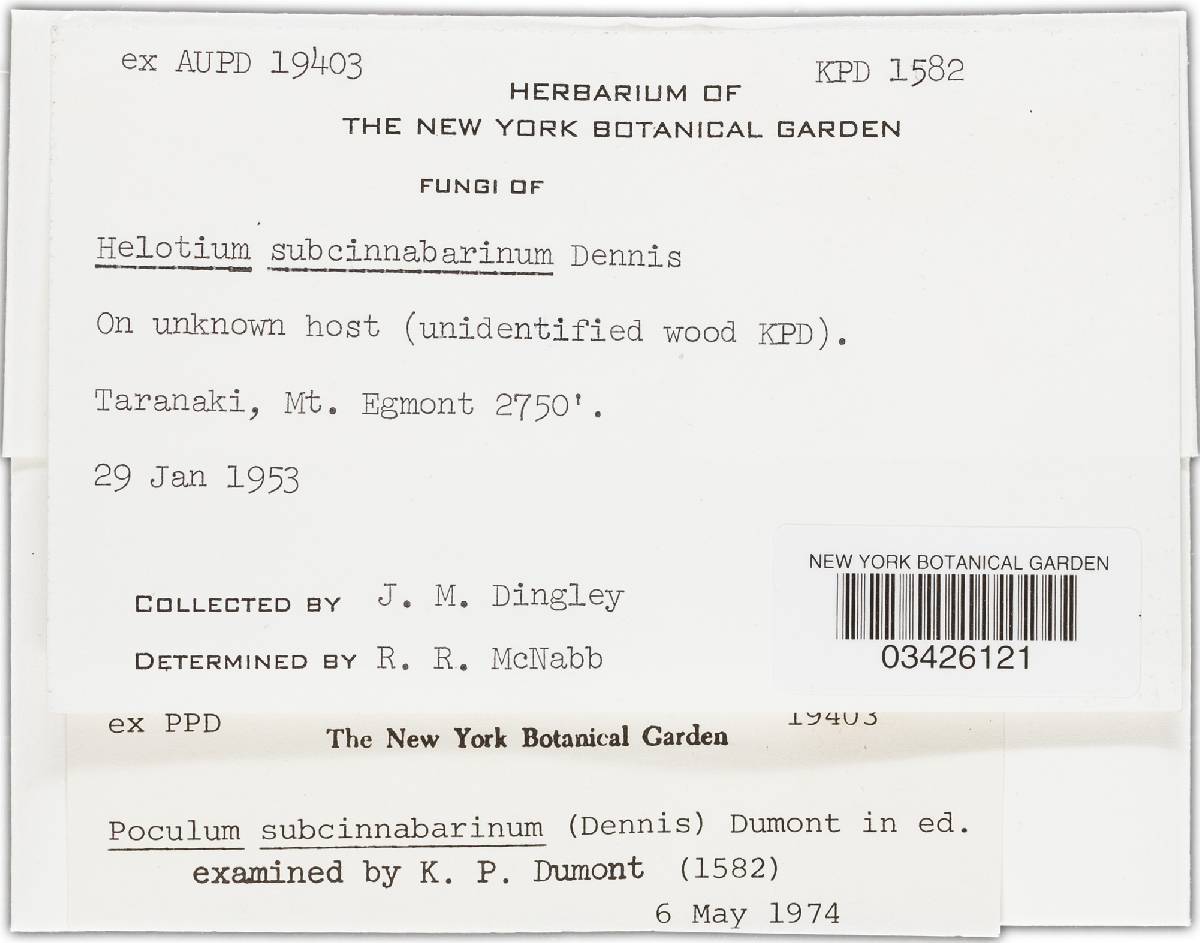 ex AUPD 19403
KPD 1582
HERBARIUM OF
THE NEW YORK BOTANICAL GARDEN
FUNGI OF
Helotium subcinnabarinum Dennis
On unknown host (unidentified wood KPD).
Taranaki, Mt. Egmont 2750'.
29 Jan 1953
COLLECTED BY J. M. Dingley
DETERMINED BY R. R. McNabb
NEW YORK BOTANICAL GARDEN
03426121
ex PPD
19403
The New York Botanical Garden
Poculum subcinnabarinum (Dennis) Dumont in ed.
examined by K. P. Dumont (1582)
6 May 1974